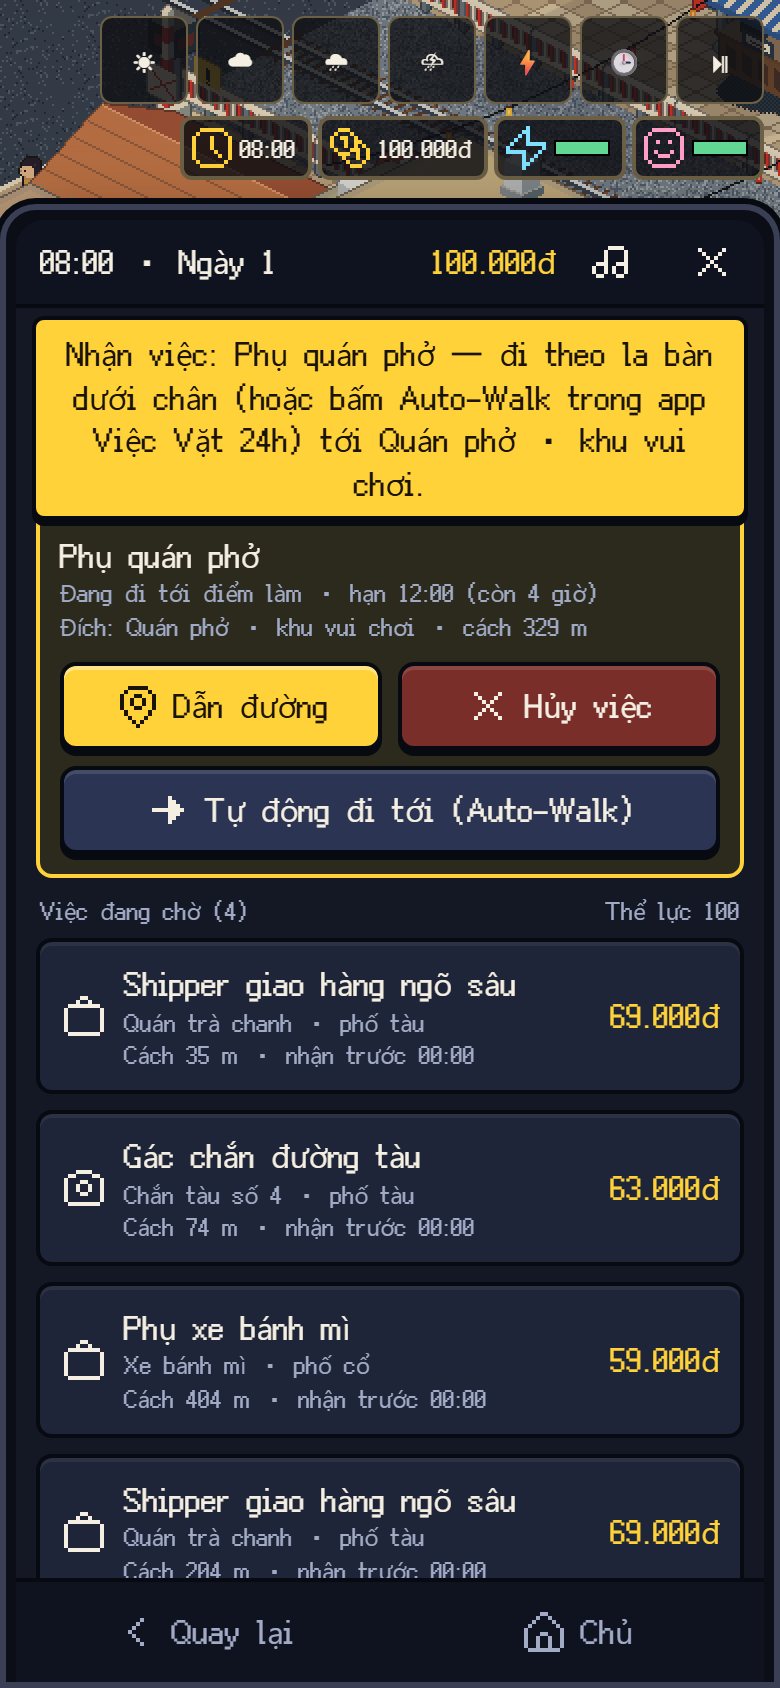 08:00
100.000đ
08:00 · Ngày 1
100.000đ
Nhận việc: Phụ quán phở — đi theo la bàn
dưới chân (hoặc bấm Auto-Walk trong app
Việc Vặt 24h) tới Quán phở · khu vui
chơi.
Phụ quán phở
Đang đi tới điểm làm · hạn 12:00 (còn 4 giờ)
Đích: Quán phở · khu vui chơi · cách 329 m
Dẫn đường
Hủy việc
Tự động đi tới (Auto-Walk)
Việc đang chờ (4)
Thể lực 100
Shipper giao hàng ngõ sâu
Quán trà chanh · phố tàu
Cách 35 m · nhận trước 00:00
69.000đ
Gác chắn đường tàu
Chắn tàu số 4 · phố tàu
Cách 74 m · nhận trước 00:00
63.000đ
Phụ xe bánh mì
Xe bánh mì · phố cổ
Cách 404 m · nhận trước 00:00
59.000đ
Shipper giao hàng ngõ sâu
Quán trà chanh · phố tàu
Cách 204 m · nhận trước 00:00
69.000đ
Quay lại
Chủ